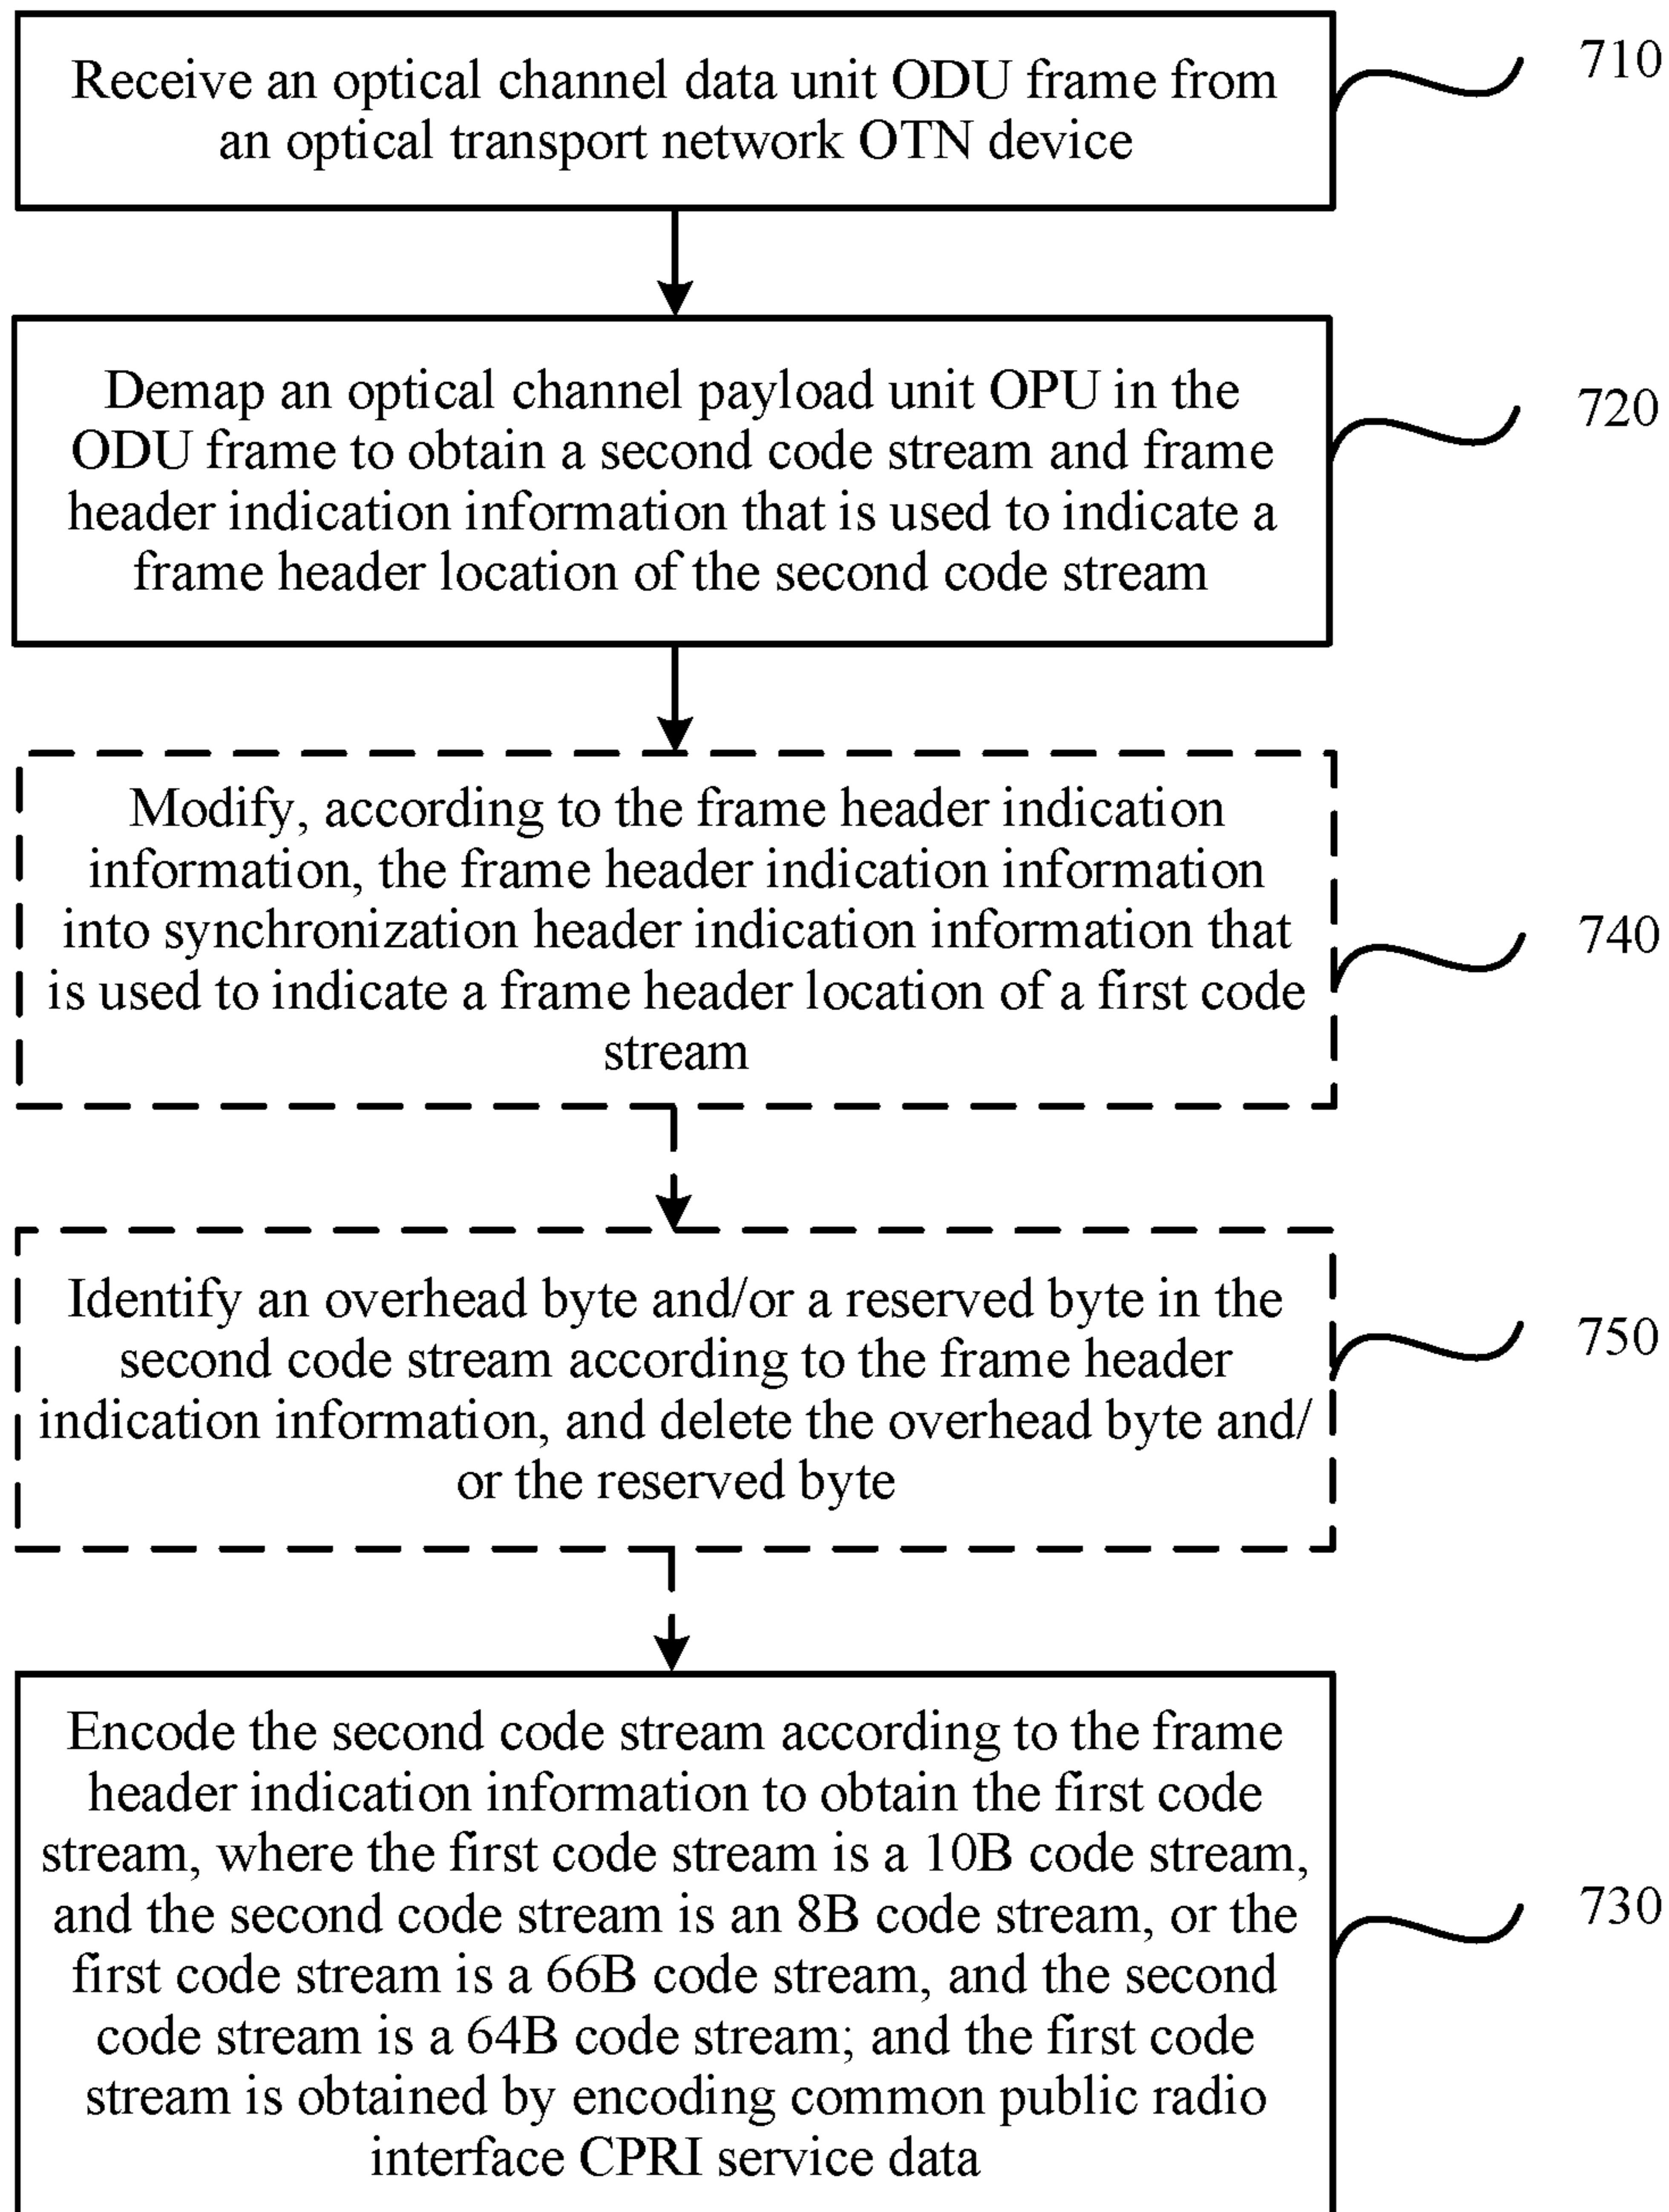 Receive an optical channel data unit ODU frame from
an optical transport network OTN device
710
Demap an optical channel payload unit OPU in the
ODU frame to obtain a second code stream and frame
header indication information that is used to indicate a
frame header location of the second code stream
720
Modify, according to the frame header indication
information, the frame header indication information
into synchronization header indication information that
is used to indicate a frame header location of a first code
stream
740
Identify an overhead byte and/or a reserved byte in the
second code stream according to the frame header
indication information, and delete the overhead byte and/
or the reserved byte
750
Encode the second code stream according to the frame
header indication information to obtain the first code
stream, where the first code stream is a 10B code stream,
and the second code stream is an 8B code stream, or the
first code stream is a 66B code stream, and the second
code stream is a 64B code stream; and the first code
stream is obtained by encoding common public radio
interface CPRI service data
730